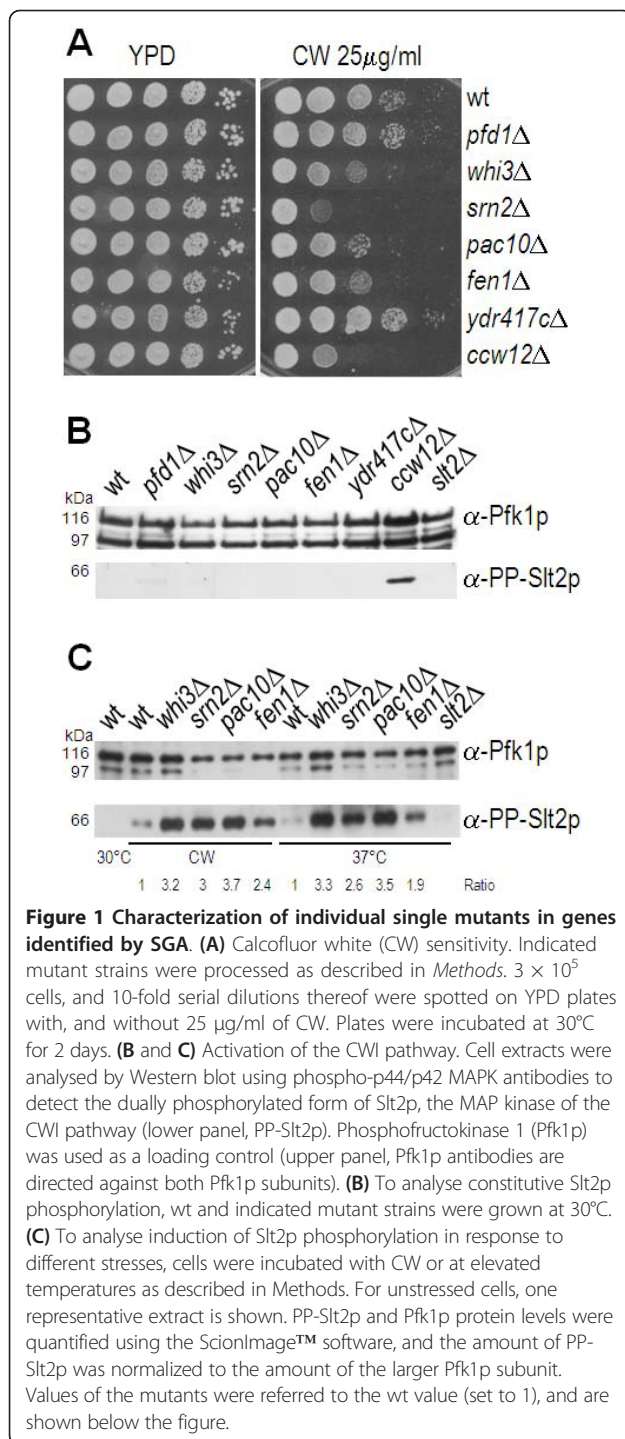 A
YPD
CW 25µg/ml
wt
pfd1Δ
whi3Δ
srn2Δ
pac10Δ
fen1Δ
ydr417cΔ
ccw12Δ
B
wt
pfd1Δ
whi3Δ
srn2Δ
pac10Δ
fen1Δ
ydr417cΔ
ccw12Δ
slt2Δ
kDa
116
97
66
α-Pfk1p
α-PP-Slt2p
C
wt
wt
whi3Δ
srn2Δ
pac10Δ
fen1Δ
wt
whi3Δ
srn2Δ
pac10Δ
fen1Δ
slt2Δ
kDa
116
97
66
α-Pfk1p
α-PP-Slt2p
30°C CW 37°C
1 3.2 3 3.7 2.4 1 3.3 2.6 3.5 1.9 Ratio
Figure 1 Characterization of individual single mutants in genes
identified by SGA. (A) Calcofluor white (CW) sensitivity. Indicated
mutant strains were processed as described in Methods. 3 × 10⁵
cells, and 10-fold serial dilutions thereof were spotted on YPD plates
with, and without 25 µg/ml of CW. Plates were incubated at 30°C
for 2 days. (B and C) Activation of the CWI pathway. Cell extracts were
analysed by Western blot using phospho-p44/p42 MAPK antibodies to
detect the dually phosphorylated form of Slt2p, the MAP kinase of the
CWI pathway (lower panel, PP-Slt2p). Phosphofructokinase 1 (Pfk1p)
was used as a loading control (upper panel, Pfk1p antibodies are
directed against both Pfk1p subunits). (B) To analyse constitutive Slt2p
phosphorylation, wt and indicated mutant strains were grown at 30°C.
(C) To analyse induction of Slt2p phosphorylation in response to
different stresses, cells were incubated with CW or at elevated
temperatures as described in Methods. For unstressed cells, one
representative extract is shown. PP-Slt2p and Pfk1p protein levels were
quantified using the ScionImage™ software, and the amount of PP-
Slt2p was normalized to the amount of the larger Pfk1p subunit.
Values of the mutants were referred to the wt value (set to 1), and are
shown below the figure.